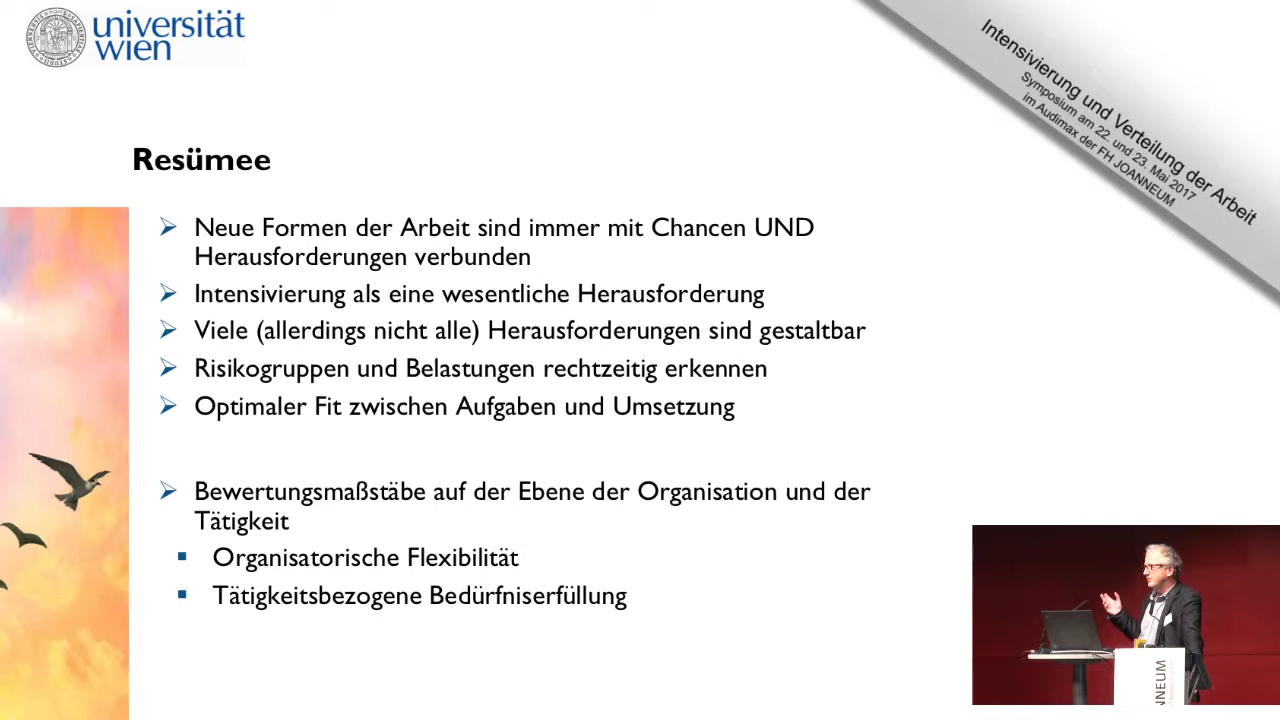 universität
wien
Intensivierung und Verteilung der Arbeit
Symposium am 22. und 23. Mai 2017
im Audimax der FH JOANNEUM
Resümee
Neue Formen der Arbeit sind immer mit Chancen UND
Herausforderungen verbunden
Intensivierung als eine wesentliche Herausforderung
Viele (allerdings nicht alle) Herausforderungen sind gestaltbar
Risikogruppen und Belastungen rechtzeitig erkennen
Optimaler Fit zwischen Aufgaben und Umsetzung
Bewertungsmaßstäbe auf der Ebene der Organisation und der
Tätigkeit
Organisatorische Flexibilität
Tätigkeitsbezogene Bedürfniserfüllung
NNEUM